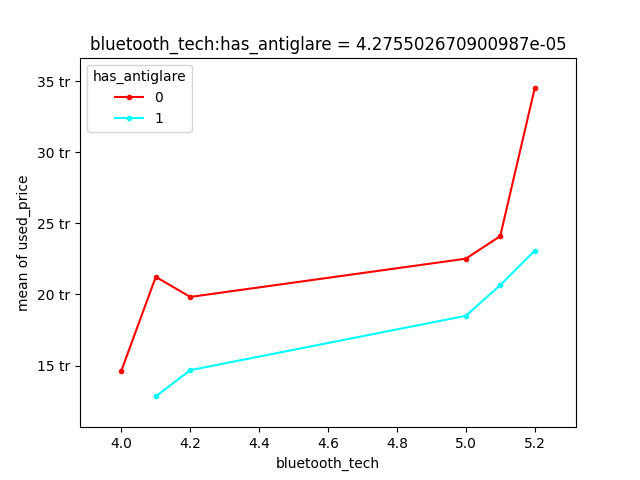 bluetooth_tech:has_antiglare = 4.275502670900987e-05
has_antiglare
0
1
35 tr
30 tr
25 tr
20 tr
15 tr
mean of used_price
4.0 4.2 4.4 4.6 4.8 5.0 5.2
bluetooth_tech